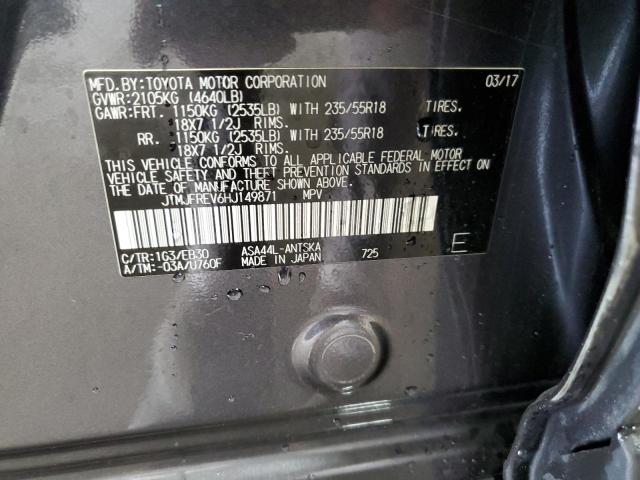 MFD.BY:TOYOTA MOTOR CORPORATION 03/17
GVWR:2105KG (4640LB)
GAWR:FRT. 1150KG (2535LB) WITH 235/55R18 TIRES.
18X7 1/2J RIMS.
RR. 1150KG (2535LB) WITH 235/55R18 TIRES.
18X7 1/2J RIMS.
THIS VEHICLE CONFORMS TO ALL APPLICABLE FEDERAL MOTOR
VEHICLE SAFETY AND THEFT PREVENTION STANDARDS IN EFFECT ON
THE DATE OF MANUFACTURE SHOWN ABOVE.
JTMJFREV6HJ149871 MPV
C/TR:1G3/EB30 ASA44L-ANTSKA 725 E
A/TM:-03A/U760F MADE IN JAPAN